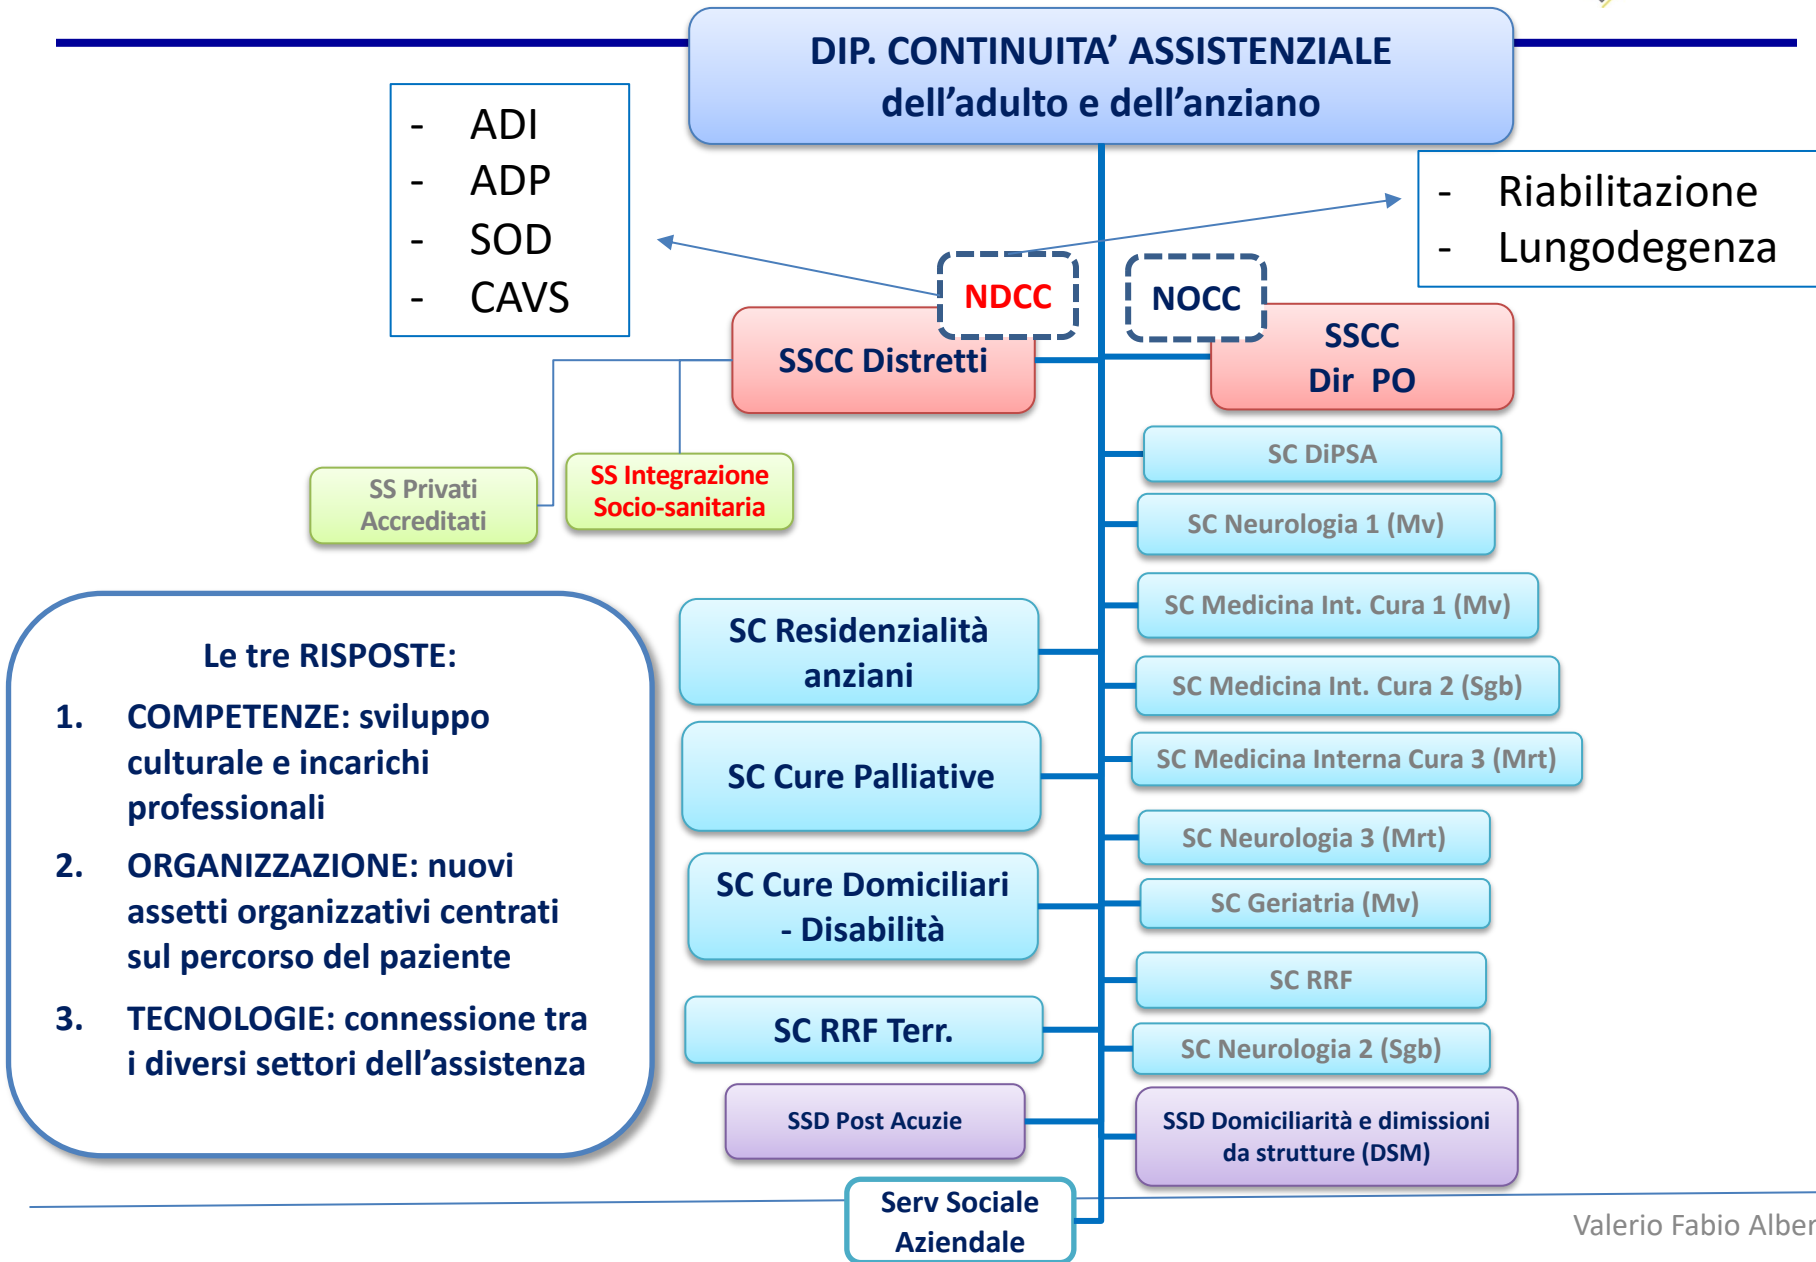 DIP. CONTINUITA’ ASSISTENZIALE
dell’adulto e dell’anziano
- ADI
- ADP
- SOD
- CAVS
- Riabilitazione
- Lungodegenza
NDCC
NOCC
SSCC Distretti
SSCC
Dir PO
SS Privati
Accreditati
SS Integrazione
Socio-sanitaria
SC DiPSA
SC Neurologia 1 (Mv)
SC Medicina Int. Cura 1 (Mv)
SC Medicina Int. Cura 2 (Sgb)
SC Medicina Interna Cura 3 (Mrt)
SC Neurologia 3 (Mrt)
SC Geriatria (Mv)
SC RRF
SC Neurologia 2 (Sgb)
SSD Domiciliarità e dimissioni
da strutture (DSM)
SC Residenzialità
anziani
SC Cure Palliative
SC Cure Domiciliari
- Disabilità
SC RRF Terr.
SSD Post Acuzie
Serv Sociale
Aziendale
Le tre RISPOSTE:
1. COMPETENZE: sviluppo
culturale e incarichi
professionali
2. ORGANIZZAZIONE: nuovi
assetti organizzativi centrati
sul percorso del paziente
3. TECNOLOGIE: connessione tra
i diversi settori dell’assistenza
Valerio Fabio Alber